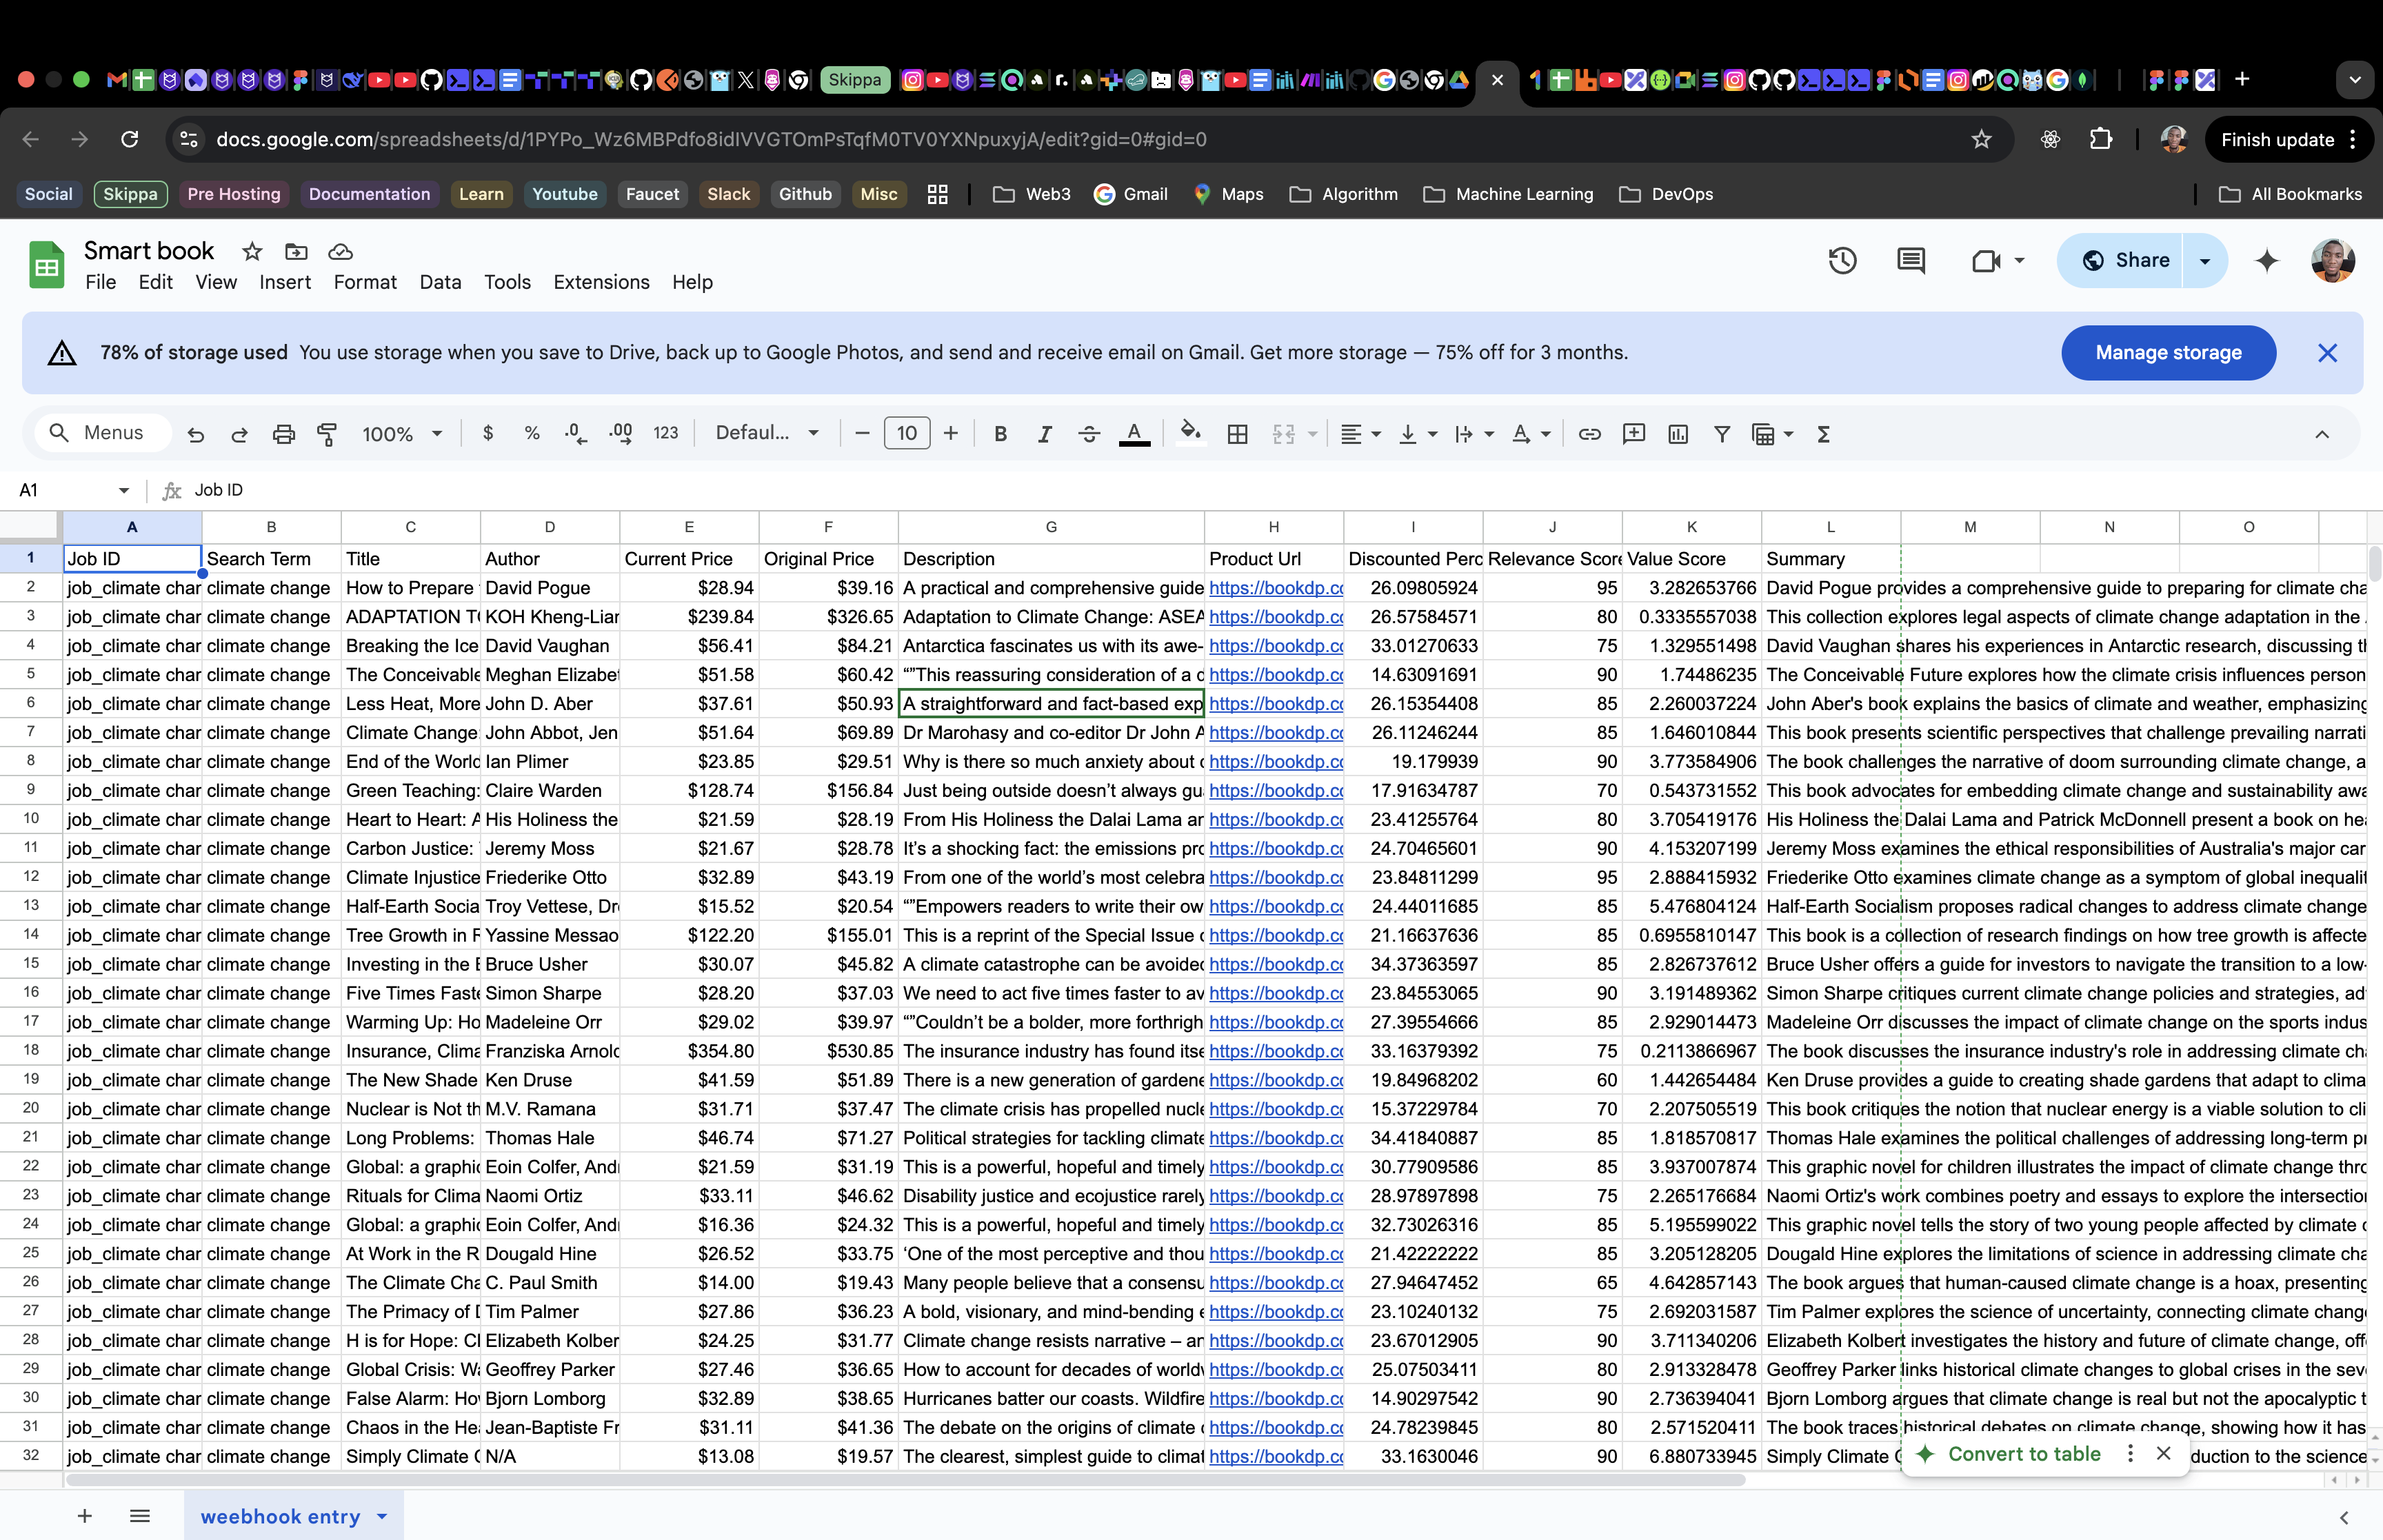 Skippa
docs.google.com/spreadsheets/d/1PYPo_Wz6MBPdfo8idIVVGTOmPsTqfM0TV0YXNpuxyjA/edit?gid=0#gid=0 Finish update
Social Skippa Pre Hosting Documentation Learn Youtube Faucet Slack Github Misc Web3 Gmail Maps Algorithm Machine Learning DevOps All Bookmarks
Smart book
File Edit View Insert Format Data Tools Extensions Help
Share
78% of storage used You use storage when you save to Drive, back up to Google Photos, and send and receive email on Gmail. Get more storage — 75% off for 3 months. Manage storage
Menus 100% $ % .0 .00 123 Defaul... 10 B I A
A1 fx Job ID
A B C D E F G H I J K L M N O
1 Job ID Search Term Title Author Current Price Original Price Description Product Url Discounted Perc Relevance Score Value Score Summary
2 job_climate char climate change How to Prepare David Pogue $28.94 $39.16 A practical and comprehensive guide https://bookdp.cc 26.09805924 95 3.282653766 David Pogue provides a comprehensive guide to preparing for climate cha
3 job_climate char climate change ADAPTATION TO KOH Kheng-Lian $239.84 $326.65 Adaptation to Climate Change: ASEA https://bookdp.cc 26.57584571 80 0.3335557038 This collection explores legal aspects of climate change adaptation in the
4 job_climate char climate change Breaking the Ice David Vaughan $56.41 $84.21 Antarctica fascinates us with its awe- https://bookdp.cc 33.01270633 75 1.329551498 David Vaughan shares his experiences in Antarctic research, discussing th
5 job_climate char climate change The Conceivable Meghan Elizabet $51.58 $60.42 “”This reassuring consideration of a d https://bookdp.cc 14.63091691 90 1.74486235 The Conceivable Future explores how the climate crisis influences person
6 job_climate char climate change Less Heat, More John D. Aber $37.61 $50.93 A straightforward and fact-based exp https://bookdp.cc 26.15354408 85 2.260037224 John Aber's book explains the basics of climate and weather, emphasizing
7 job_climate char climate change Climate Change: John Abbot, Jen $51.64 $69.89 Dr Marohasy and co-editor Dr John A https://bookdp.cc 26.11246244 85 1.646010844 This book presents scientific perspectives that challenge prevailing narrati
8 job_climate char climate change End of the World Ian Plimer $23.85 $29.51 Why is there so much anxiety about c https://bookdp.cc 19.179939 90 3.773584906 The book challenges the narrative of doom surrounding climate change, a
9 job_climate char climate change Green Teaching: Claire Warden $128.74 $156.84 Just being outside doesn’t always gu https://bookdp.cc 17.91634787 70 0.543731552 This book advocates for embedding climate change and sustainability awa
10 job_climate char climate change Heart to Heart: A His Holiness the $21.59 $28.19 From His Holiness the Dalai Lama an https://bookdp.cc 23.41255764 80 3.705419176 His Holiness the Dalai Lama and Patrick McDonnell present a book on hea
11 job_climate char climate change Carbon Justice: Jeremy Moss $21.67 $28.78 It’s a shocking fact: the emissions pro https://bookdp.cc 24.70465601 90 4.153207199 Jeremy Moss examines the ethical responsibilities of Australia's major car
12 job_climate char climate change Climate Injustice Friederike Otto $32.89 $43.19 From one of the world’s most celebra https://bookdp.cc 23.84811299 95 2.888415932 Friederike Otto examines climate change as a symptom of global inequalit
13 job_climate char climate change Half-Earth Socia Troy Vettese, Dre $15.52 $20.54 “”Empowers readers to write their ow https://bookdp.cc 24.44011685 85 5.476804124 Half-Earth Socialism proposes radical changes to address climate change
14 job_climate char climate change Tree Growth in F Yassine Messao $122.20 $155.01 This is a reprint of the Special Issue o https://bookdp.cc 21.16637636 85 0.6955810147 This book is a collection of research findings on how tree growth is affecte
15 job_climate char climate change Investing in the E Bruce Usher $30.07 $45.82 A climate catastrophe can be avoided https://bookdp.cc 34.37363597 85 2.826737612 Bruce Usher offers a guide for investors to navigate the transition to a low-
16 job_climate char climate change Five Times Faste Simon Sharpe $28.20 $37.03 We need to act five times faster to av https://bookdp.cc 23.84553065 90 3.191489362 Simon Sharpe critiques current climate change policies and strategies, ad
17 job_climate char climate change Warming Up: Ho Madeleine Orr $29.02 $39.97 “”Couldn’t be a bolder, more forthrigh https://bookdp.cc 27.39554666 85 2.929014473 Madeleine Orr discusses the impact of climate change on the sports indus
18 job_climate char climate change Insurance, Clima Franziska Arnold $354.80 $530.85 The insurance industry has found itse https://bookdp.cc 33.16379392 75 0.2113866967 The book discusses the insurance industry's role in addressing climate ch
19 job_climate char climate change The New Shade Ken Druse $41.59 $51.89 There is a new generation of gardene https://bookdp.cc 19.84968202 60 1.442654484 Ken Druse provides a guide to creating shade gardens that adapt to clima
20 job_climate char climate change Nuclear is Not th M.V. Ramana $31.71 $37.47 The climate crisis has propelled nucle https://bookdp.cc 15.37229784 70 2.207505519 This book critiques the notion that nuclear energy is a viable solution to cli
21 job_climate char climate change Long Problems: Thomas Hale $46.74 $71.27 Political strategies for tackling climate https://bookdp.cc 34.41840887 85 1.818570817 Thomas Hale examines the political challenges of addressing long-term pr
22 job_climate char climate change Global: a graphic Eoin Colfer, Andr $21.59 $31.19 This is a powerful, hopeful and timely https://bookdp.cc 30.77909586 85 3.937007874 This graphic novel for children illustrates the impact of climate change thro
23 job_climate char climate change Rituals for Clima Naomi Ortiz $33.11 $46.62 Disability justice and ecojustice rarely https://bookdp.cc 28.97897898 75 2.265176684 Naomi Ortiz's work combines poetry and essays to explore the intersection
24 job_climate char climate change Global: a graphic Eoin Colfer, Andr $16.36 $24.32 This is a powerful, hopeful and timely https://bookdp.cc 32.73026316 85 5.195599022 This graphic novel tells the story of two young people affected by climate c
25 job_climate char climate change At Work in the R Dougald Hine $26.52 $33.75 ‘One of the most perceptive and thou https://bookdp.cc 21.42222222 85 3.205128205 Dougald Hine explores the limitations of science in addressing climate cha
26 job_climate char climate change The Climate Cha C. Paul Smith $14.00 $19.43 Many people believe that a consensu https://bookdp.cc 27.94647452 65 4.642857143 The book argues that human-caused climate change is a hoax, presenting
27 job_climate char climate change The Primacy of D Tim Palmer $27.86 $36.23 A bold, visionary, and mind-bending e https://bookdp.cc 23.10240132 75 2.692031587 Tim Palmer explores the science of uncertainty, connecting climate change
28 job_climate char climate change H is for Hope: Cl Elizabeth Kolber $24.25 $31.77 Climate change resists narrative – an https://bookdp.cc 23.67012905 90 3.711340206 Elizabeth Kolbert investigates the history and future of climate change, off
29 job_climate char climate change Global Crisis: Wa Geoffrey Parker $27.46 $36.65 How to account for decades of worldw https://bookdp.cc 25.07503411 80 2.913328478 Geoffrey Parker links historical climate changes to global crises in the sev
30 job_climate char climate change False Alarm: How Bjorn Lomborg $32.89 $38.65 Hurricanes batter our coasts. Wildfire https://bookdp.cc 14.90297542 90 2.736394041 Bjorn Lomborg argues that climate change is real but not the apocalyptic t
31 job_climate char climate change Chaos in the Hea Jean-Baptiste Fr $31.11 $41.36 The debate on the origins of climate c https://bookdp.cc 24.78239845 80 2.571520411 The book traces historical debates on climate change, showing how it has
32 job_climate char climate change Simply Climate C N/A $13.08 $19.57 The clearest, simplest guide to climat https://bookdp.cc 33.1630046 90 6.880733945 Simply Climate C duction to the science
Convert to table
weebhook entry